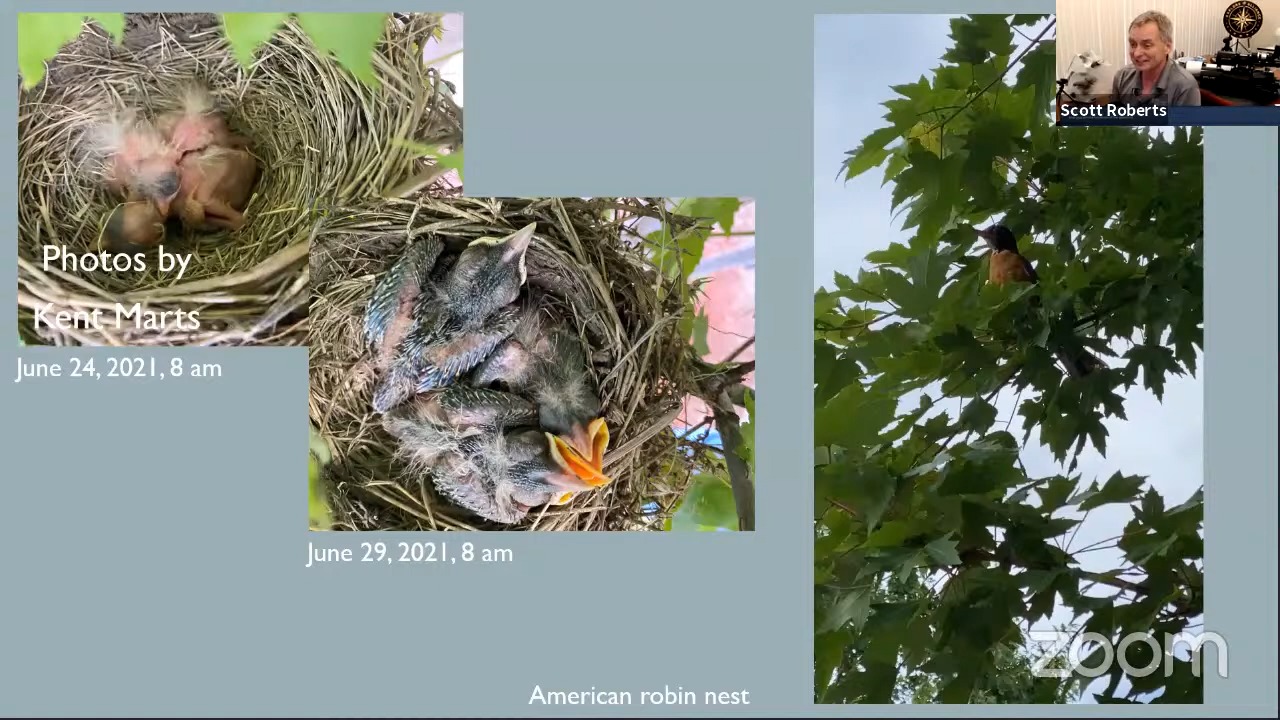 Scott Roberts
Photos by
Kent Marts
June 24, 2021, 8 am
June 29, 2021, 8 am
zoom
American robin nest